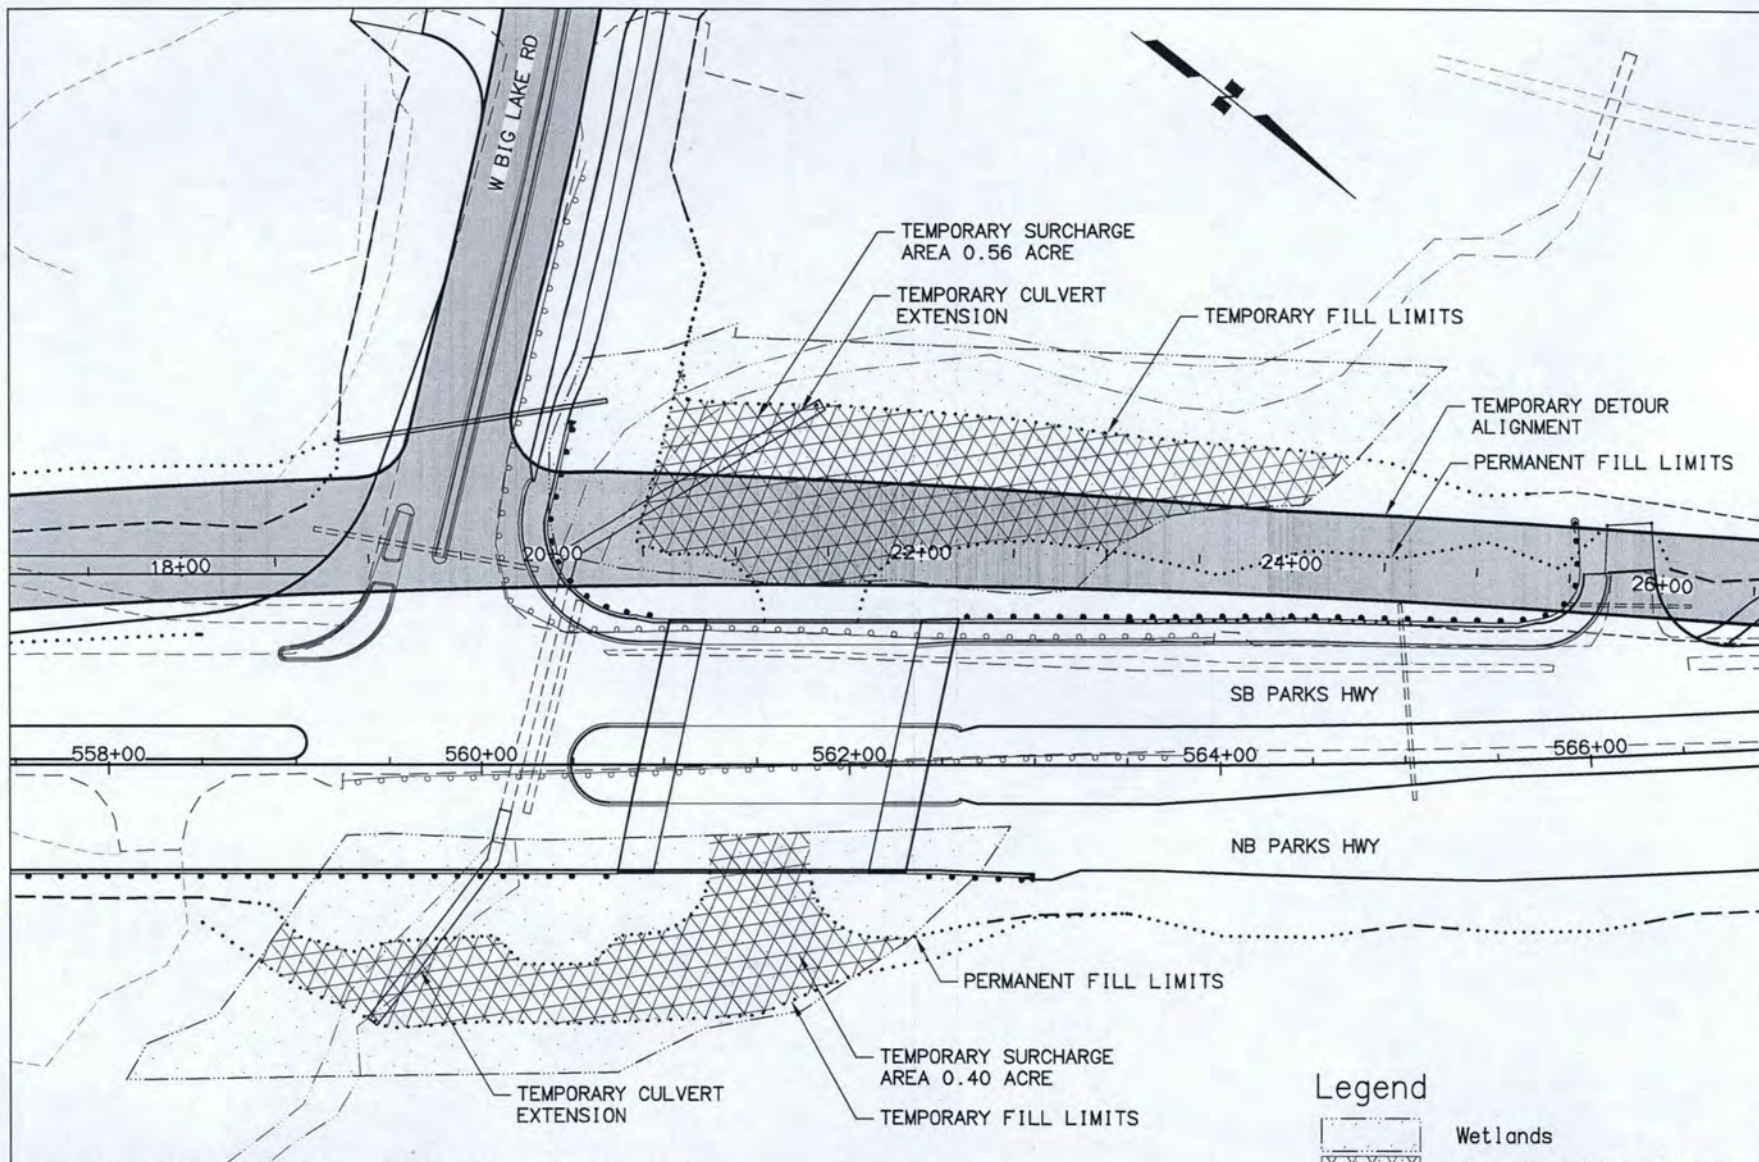 W BIG LAKE RD
N
TEMPORARY SURCHARGE
AREA 0.56 ACRE
TEMPORARY CULVERT
EXTENSION
TEMPORARY FILL LIMITS
TEMPORARY DETOUR
ALIGNMENT
PERMANENT FILL LIMITS
18+00
20+00
22+00
24+00
26+00
SB PARKS HWY
558+00
560+00
562+00
564+00
566+00
NB PARKS HWY
PERMANENT FILL LIMITS
TEMPORARY SURCHARGE
AREA 0.40 ACRE
TEMPORARY CULVERT
EXTENSION
TEMPORARY FILL LIMITS
Legend
Wetlands